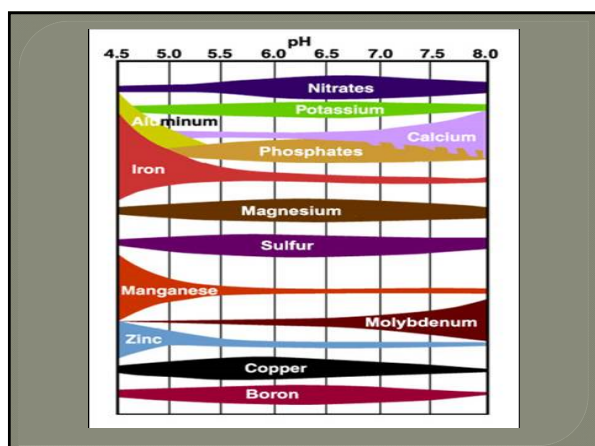 pH
4.5 5.0 5.5 6.0 6.5 7.0 7.5 8.0
Nitrates
Potassium
Aluminum
Calcium
Phosphates
Iron
Magnesium
Sulfur
Manganese
Molybdenum
Zinc
Copper
Boron